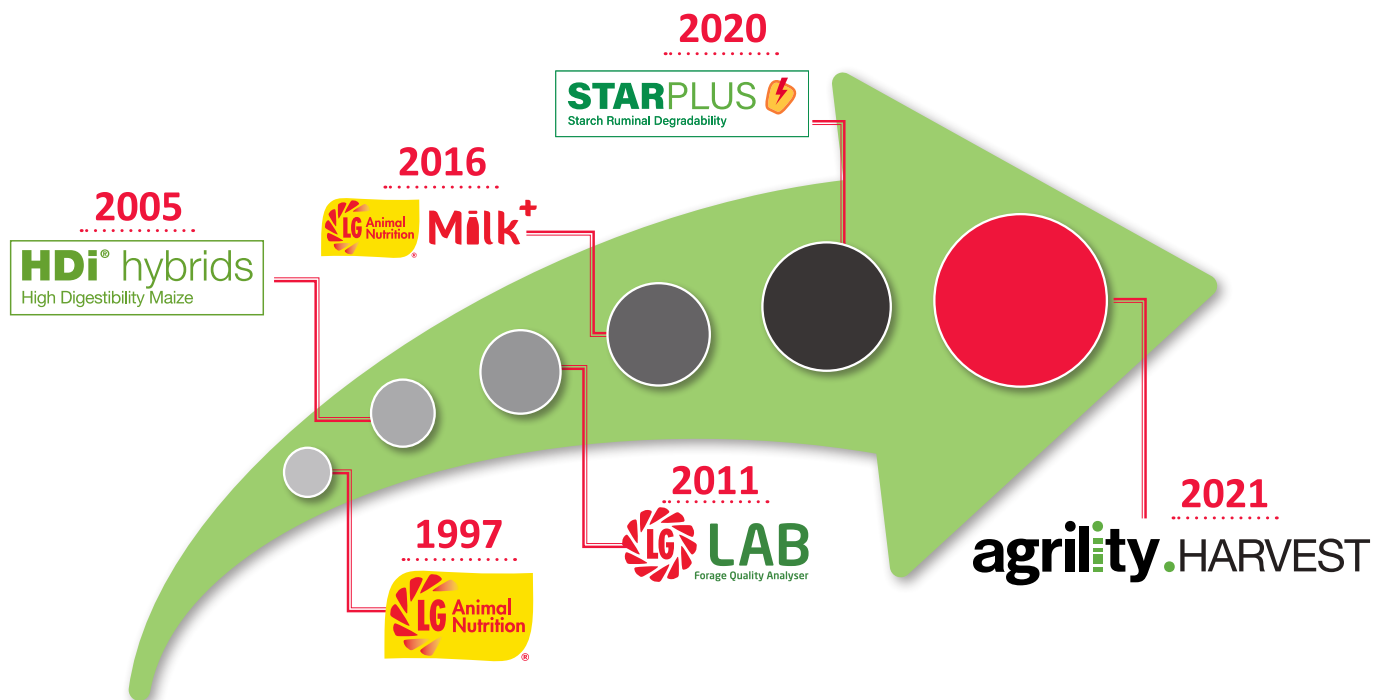 2020
STARPLUS
Starch Ruminal Degradability
2016
LG Animal
Nutrition
®
Milk+
2005
HDi® hybrids
High Digestibility Maize
2011
LG LAB
Forage Quality Analyser
1997
LG Animal
Nutrition
®
2021
agrility.HARVEST